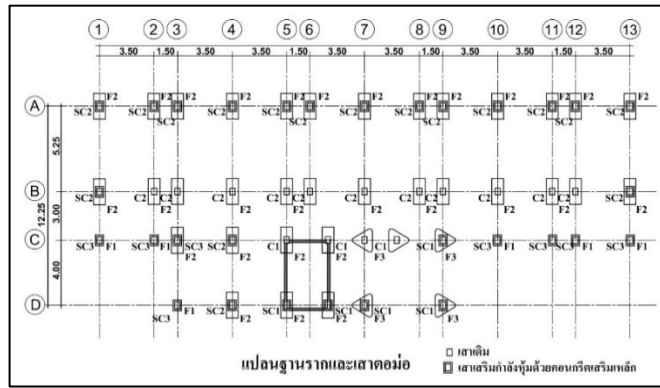 1 2 3 4 5 6 7 8 9 10 11 12 13
3.50 1.50 3.50 3.50 1.50 3.50 3.50 1.50 3.50 3.50 1.50 3.50
F2 F2 F2 F2 F2 F2 F2 F2 F2 F2 F2 F2 F2
A
SC2 SC2 SC2 SC2 SC2 SC2 SC2 SC2 SC2 SC2 SC2
SC2 SC2
5.25
B
SC2 C2 C2 C2 C2 C2 C2 C2 C2 C2 SC2
F2 F2 F2 F2 F2 F2 F2 F2 F2 F2
12.25
3.00
C
SC3 F1 SC3 F1 SC3 SC2 C1 C1 C1 SC1 SC3 F1 SC3 SC3 F1 SC3 F1
F2 F2 F2 F2 F3 F3
4.00
D
SC3 F1 SC2 SC1 SC1 SC1 SC1
F2 F2 F2 F3 F3
แปลนฐานรากและเสาตอม่อ
เสาเดิม
เสาเสริมกำลังหุ้มด้วยคอนกรีตเสริมเหล็ก